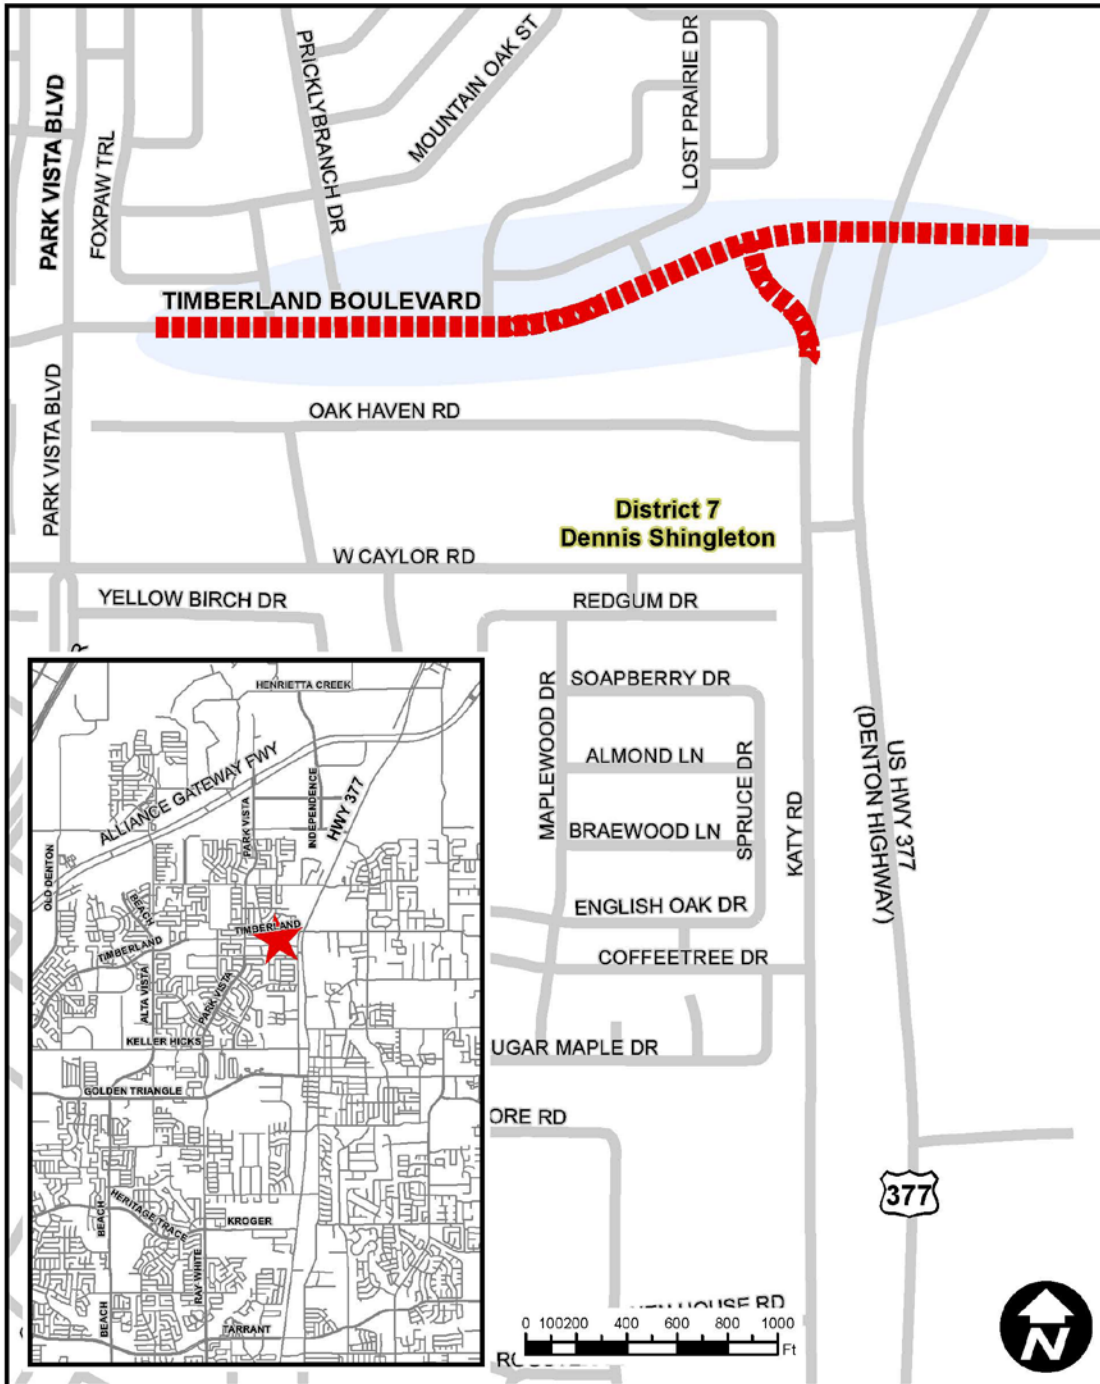 PARK VISTA BLVD
FOXPAW TRL
PRICKLYBRANCH DR
MOUNTAIN OAK ST
LOST PRAIRIE DR
TIMBERLAND BOULEVARD
PARK VISTA BLVD
OAK HAVEN RD
District 7
Dennis Shingleton
W CAYLOR RD
YELLOW BIRCH DR
REDGUM DR
MAPLEWOOD DR
SOAPBERRY DR
ALMOND LN
BRAEWOOD LN
SPRUCE DR
KATY RD
US HWY 377
(DENTON HIGHWAY)
ENGLISH OAK DR
COFFEETREE DR
UGAR MAPLE DR
ORE RD
377
HOUSE RD
0 100200 400 600 800 1000
Ft
N
HENRIETTA CREEK
ALLIANCE GATEWAY FWY
PARK VISTA
INDEPENDENCE
HWY 377
OLD DENTON
BEACH
TIMBERLAND
TIMBERLAND
ALTA VISTA
PARK VISTA
KELLER HICKS
GOLDEN TRIANGLE
BEACH
HERITAGE TRACE
KROGER
RAY WHITE
BEACH
TARRANT